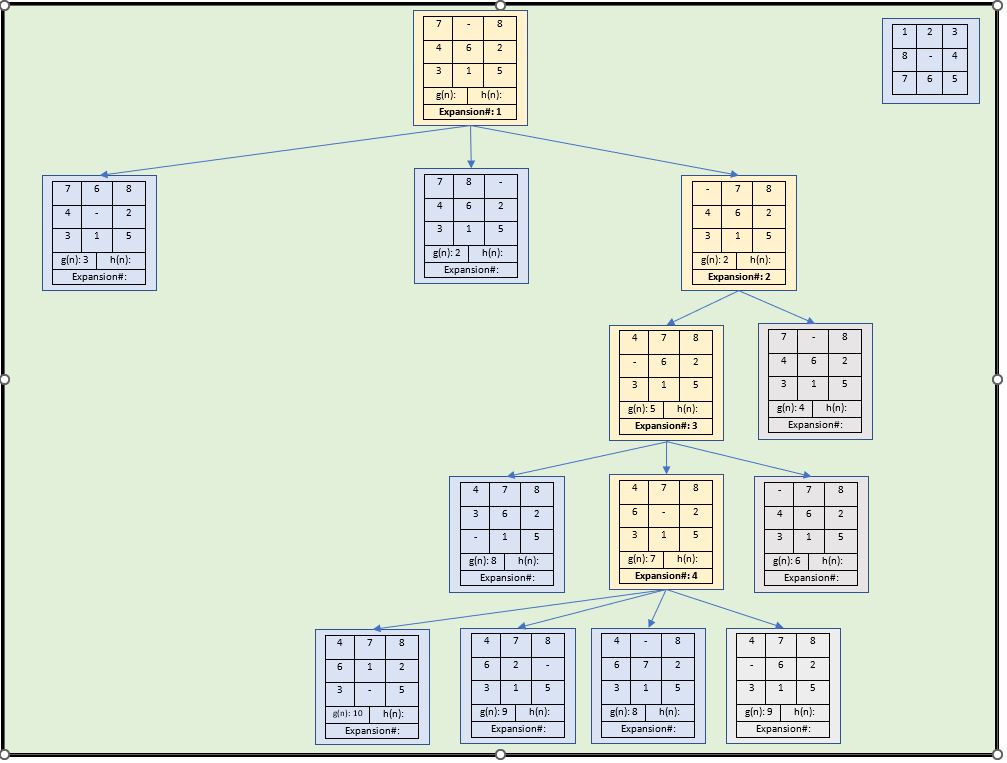 7 - 8
4 6 2
3 1 5
g(n): h(n):
Expansion#: 1
1 2 3
8 - 4
7 6 5
7 6 8
4 - 2
3 1 5
g(n): 3 h(n):
Expansion#:
7 8 -
4 6 2
3 1 5
g(n): 2 h(n):
Expansion#:
- 7 8
4 6 2
3 1 5
g(n): 2 h(n):
Expansion#: 2
4 7 8
- 6 2
3 1 5
g(n): 5 h(n):
Expansion#: 3
7 - 8
4 6 2
3 1 5
g(n): 4 h(n):
Expansion#:
4 7 8
3 6 2
- 1 5
g(n): 8 h(n):
Expansion#:
4 7 8
6 - 2
3 1 5
g(n): 7 h(n):
Expansion#: 4
- 7 8
4 6 2
3 1 5
g(n): 6 h(n):
Expansion#:
4 7 8
6 1 2
3 - 5
g(n): 10 h(n):
Expansion#:
4 7 8
6 2 -
3 1 5
g(n): 9 h(n):
Expansion#:
4 - 8
6 7 2
3 1 5
g(n): 8 h(n):
Expansion#:
4 7 8
- 6 2
3 1 5
g(n): 9 h(n):
Expansion#: